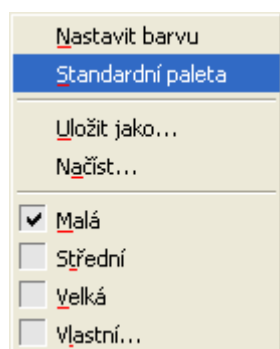 Nastavit barvu
Standardní paleta
Uložit jako...
Načíst...
Malá
Střední
Velká
Vlastní...